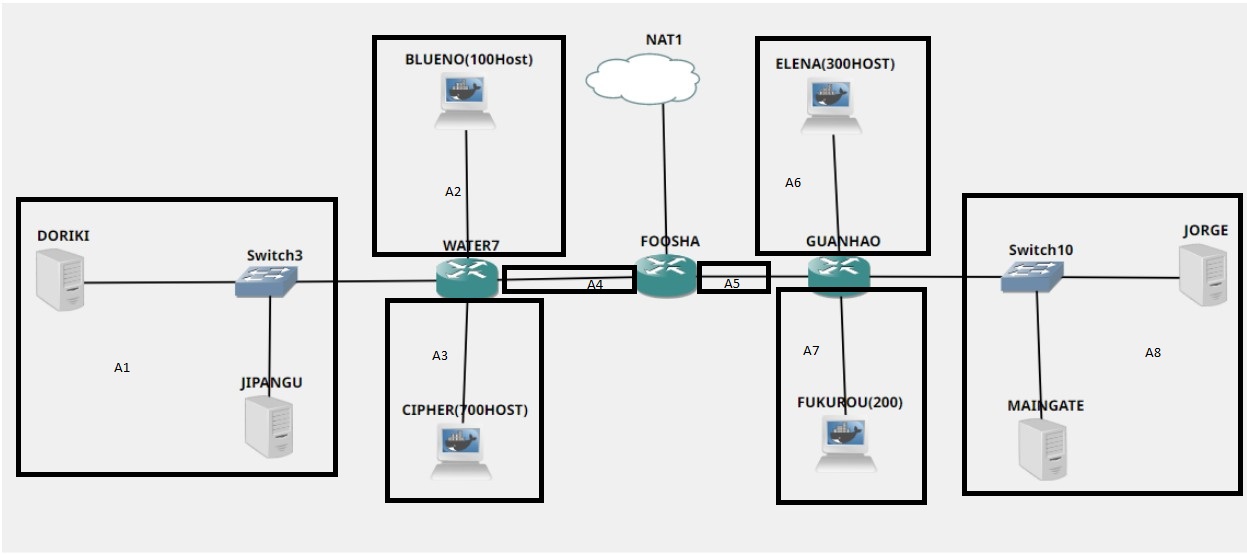 NAT1
BLUENO(100Host)
ELENA(300HOST)
A2
A6
DORIKI
Switch3
WATER7
FOOSHA
GUANHAO
Switch10
JORGE
A4
A5
A1
A3
A7
A8
JIPANGU
CIPHER(700HOST)
FUKUROU(200)
MAINGATE